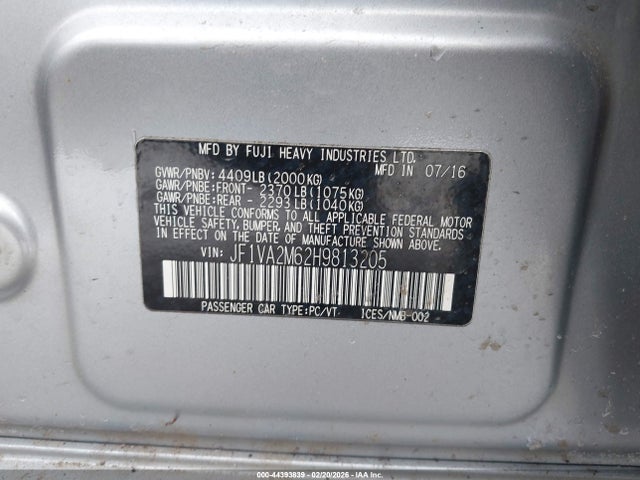 MFD BY FUJI HEAVY INDUSTRIES LTD.
MFD IN 07/16
GVWR/PNBV: 4409LB(2000KG)
GAWR/PNBE:FRONT- 2370LB(1075KG)
GAWR/PNBE:REAR - 2293LB(1040KG)
THIS VEHICLE CONFORMS TO ALL APPLICABLE FEDERAL MOTOR
VEHICLE SAFETY, BUMPER, AND THEFT PREVENTION STANDARDS
IN EFFECT ON THE DATE OF MANUFACTURE SHOWN ABOVE.
VIN: JF1VA2M62H9813205
PASSENGER CAR TYPE:PC/VT. ICES/NMB-002
000-44393839 - 02/20/2026 - COPYRIGHT IAA, LLC